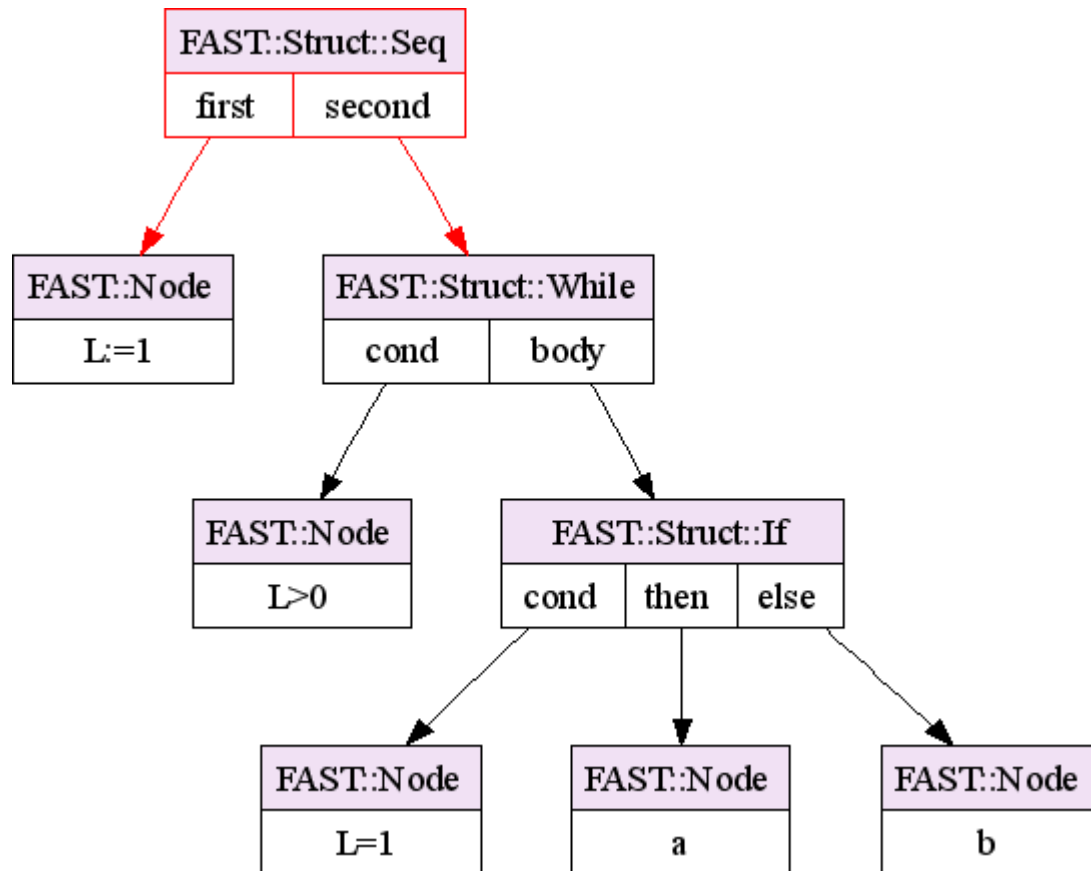 FAST::Struct::Seq
first second
FAST::Node
L:=1
FAST::Struct::While
cond body
FAST::Node
L>0
FAST::Struct::If
cond then else
FAST::Node
L=1
FAST::Node
a
FAST::Node
b